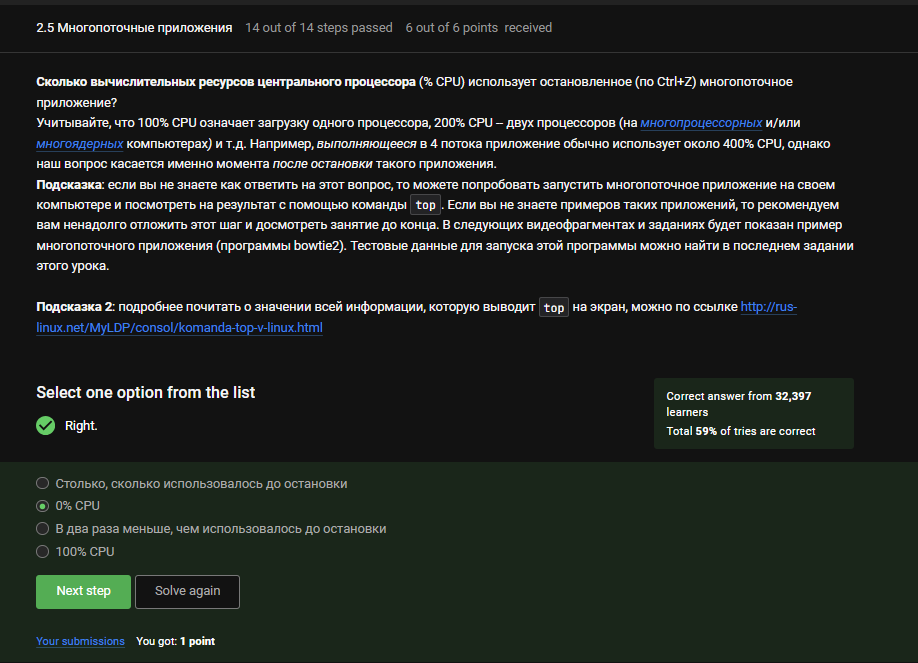 2.5 Многопоточные приложения 14 out of 14 steps passed 6 out of 6 points received
Сколько вычислительных ресурсов центрального процессора (% CPU) использует остановленное (по Ctrl+Z) многопоточное
приложение?
Учитывайте, что 100% CPU означает загрузку одного процессора, 200% CPU – двух процессоров (на многопроцессорных и/или
многоядерных компьютерах) и т.д. Например, выполняющееся в 4 потока приложение обычно использует около 400% CPU, однако
наш вопрос касается именно момента после остановки такого приложения.
Подсказка: если вы не знаете как ответить на этот вопрос, то можете попробовать запустить многопоточное приложение на своем
компьютере и посмотреть на результат с помощью команды top. Если вы не знаете примеров таких приложений, то рекомендуем
вам ненадолго отложить этот шаг и досмотреть занятие до конца. В следующих видеофрагментах и заданиях будет показан пример
многопоточного приложения (программы bowtie2). Тестовые данные для запуска этой программы можно найти в последнем задании
этого урока.
Подсказка 2: подробнее почитать о значении всей информации, которую выводит top на экран, можно по ссылке http://rus-
linux.net/MyLDP/consol/komanda-top-v-linux.html
Select one option from the list
Right.
Correct answer from 32,397
learners
Total 59% of tries are correct
Столько, сколько использовалось до остановки
0% CPU
В два раза меньше, чем использовалось до остановки
100% CPU
Next step Solve again
Your submissions You got: 1 point